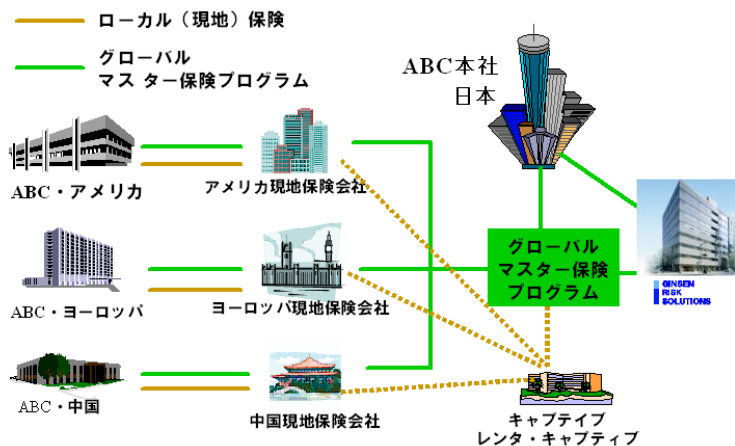 ローカル（現地）保険
グローバル
マス ター保険プログラム
ABC本社
日本
ABC・アメリカ
アメリカ現地保険会社
グローバル
マスター保険
プログラム
GINSEN
RISK
SOLUTIONS
ABC・ヨーロッパ
ヨーロッパ現地保険会社
ABC・中国
中国現地保険会社
キャプテイブ
レンタ・キャプティブ